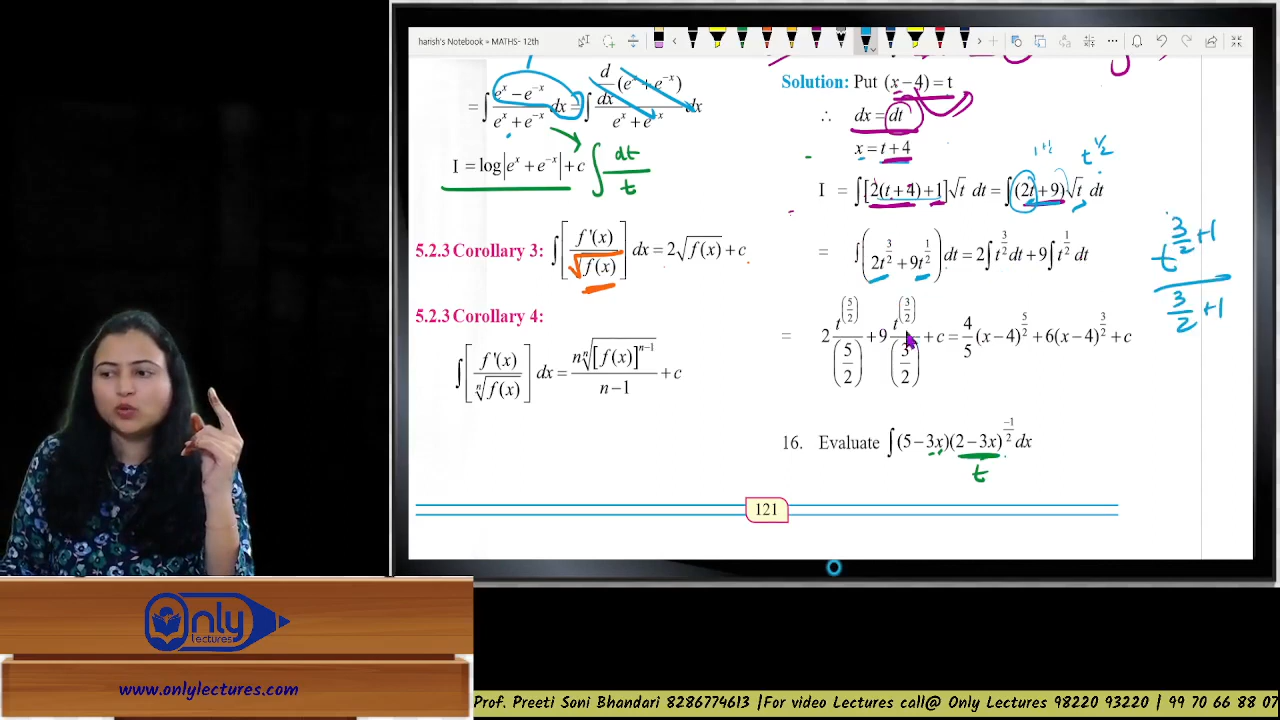 harish's Notebook » MATHS- 12th
= ∫ (e^x − e^−x)/(e^x + e^−x) dx = ∫ (d/dx (e^x + e^−x))/(e^x + e^−x) dx
I = log|e^x + e^−x| + c
∫ dt/t
5.2.3 Corollary 3: ∫ [f'(x)/√f(x)] dx = 2√f(x) + c
5.2.3 Corollary 4:
∫ [f'(x)/ⁿ√f(x)] dx = n ⁿ√[f(x)]^(n−1) / (n−1) + c
Solution: Put (x−4) = t
∴ dx = dt
x = t+4
t^1/2
I = ∫[2(t+4)+1]√t dt = ∫(2t+9)√t dt
= ∫(2t^(3/2) + 9t^(1/2)) dt = 2∫t^(3/2) dt + 9∫t^(1/2) dt
t^(3/2+1)
3/2+1
= 2 t^(5/2)/(5/2) + 9 t^(3/2)/(3/2) + c = 4/5 (x−4)^(5/2) + 6(x−4)^(3/2) + c
16. Evaluate ∫(5−3x)(2−3x)^(−1/2) dx
t
121
Only
lectures
www.onlylectures.com
Prof. Preeti Soni Bhandari 8286774613 |For video Lectures call@ Only Lectures 98220 93220 | 99 70 66 88 07